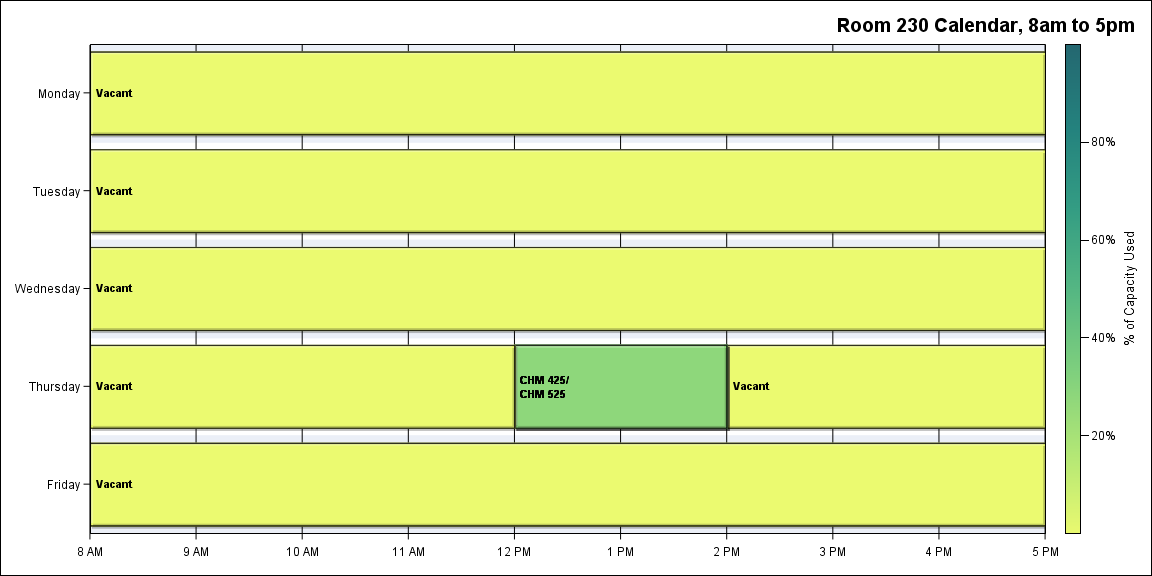 Room 230 Calendar, 8am to 5pm
Monday
Vacant
Tuesday
Vacant
Wednesday
Vacant
Thursday
Vacant
CHM 425/
CHM 525
Vacant
Friday
Vacant
8 AM
9 AM
10 AM
11 AM
12 PM
1 PM
2 PM
3 PM
4 PM
5 PM
80%
60%
40%
20%
% of Capacity Used